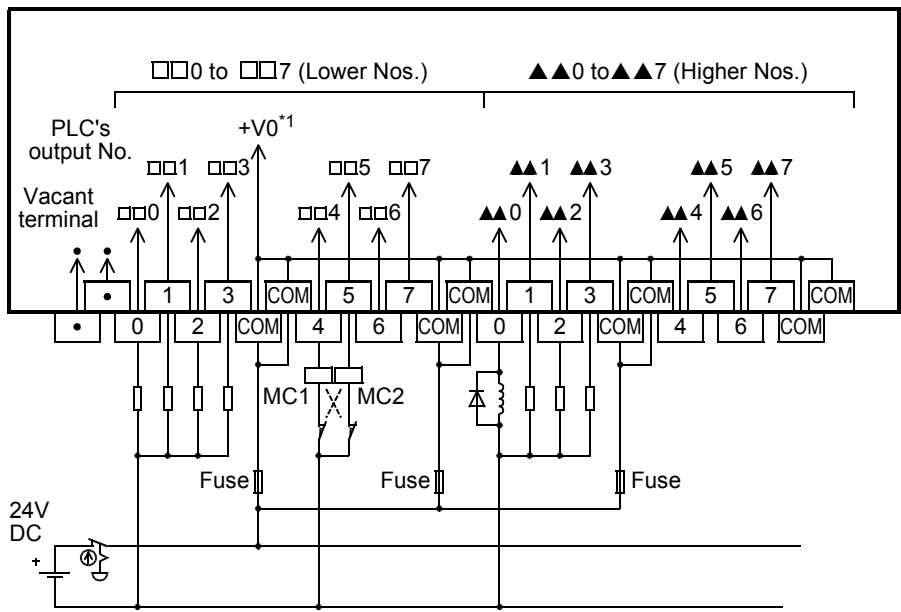 □□0 to □□7 (Lower Nos.) ▲▲0 to▲▲7 (Higher Nos.)
PLC's
output No.
+V0*1
□□1 □□3 □□5 □□7 ▲▲1 ▲▲3 ▲▲5 ▲▲7
Vacant
terminal
□□0 □□2 □□4 □□6 ▲▲0 ▲▲2 ▲▲4 ▲▲6
• •
• 1 3 COM 5 7 COM 1 3 COM 5 7 COM
• 0 2 COM 4 6 COM 0 2 COM 4 6 COM
MC1 MC2
Fuse Fuse Fuse
24V
DC
+